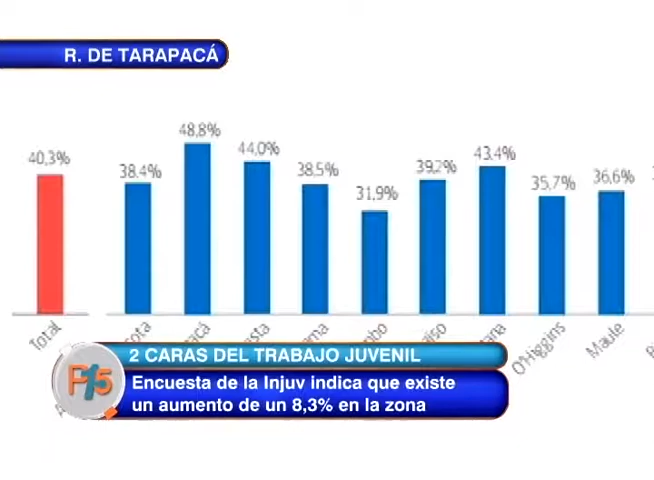 R. DE TARAPACÁ
48,8%
44,0%
43.4%
40,3%
38.4%
38,5%
39,2%
31,9%
35,7%
36,6%
Total
O'Higgins
Maule
P15
2 CARAS DEL TRABAJO JUVENIL
Encuesta de la Injuv indica que existe
un aumento de un 8,3% en la zona